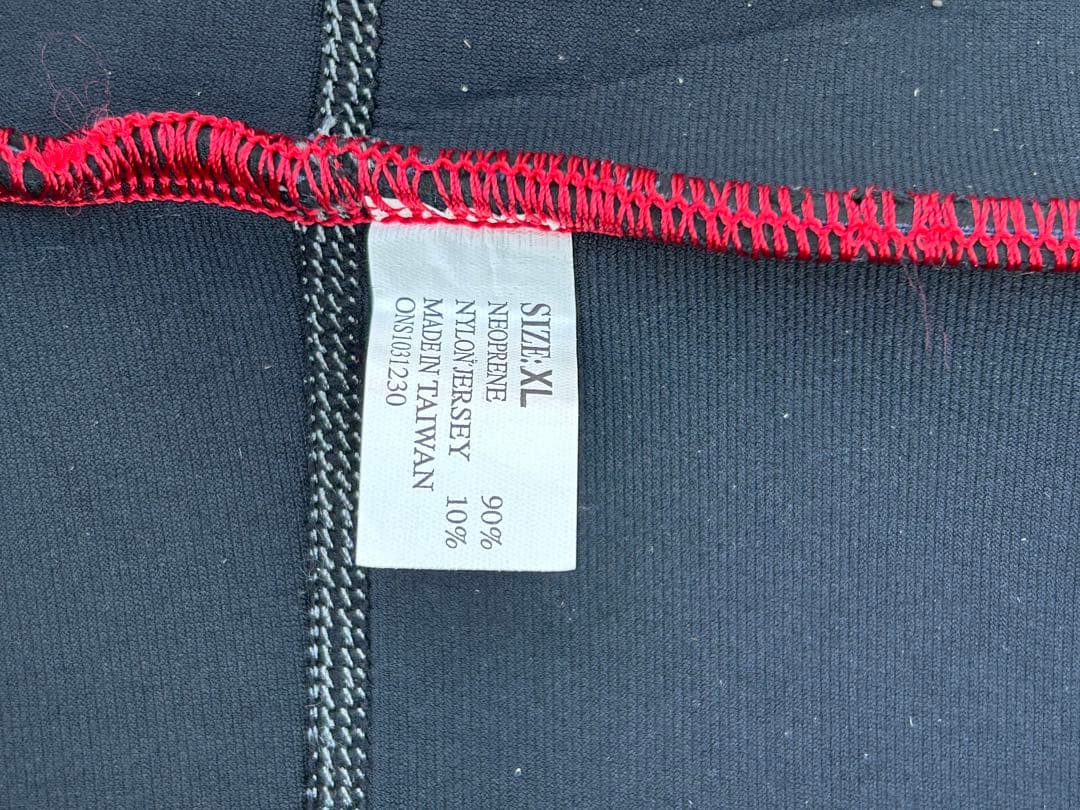 SIZE: XL
NEOPRENE 90%
NYLON JERSEY 10%
MADE IN TAIWAN
ONS1031230